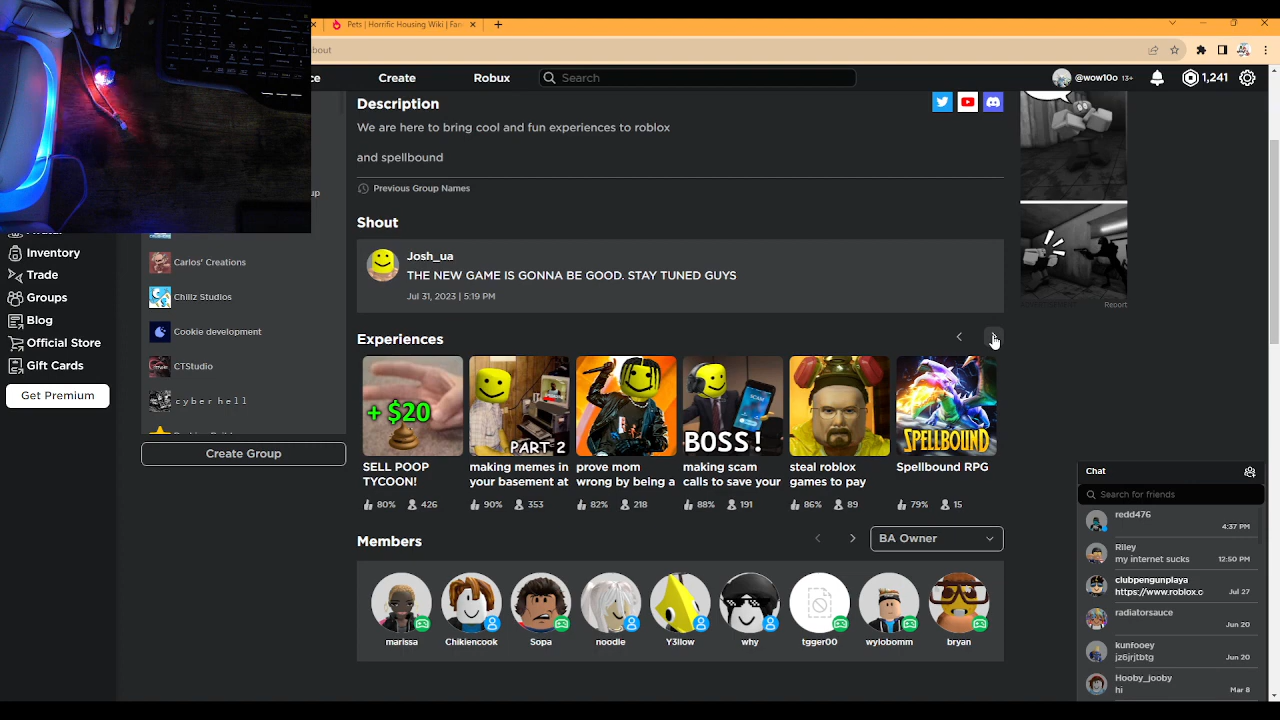 Pets | Horrific Housing Wiki | Fan
bout
ce
Create
Robux
Search
@wow10o 13+
1,241
Description
We are here to bring cool and fun experiences to roblox
and spellbound
Previous Group Names
up
Shout
Josh_ua
THE NEW GAME IS GONNA BE GOOD. STAY TUNED GUYS
Jul 31, 2023 | 5:19 PM
Report
Inventory
Trade
Groups
Blog
Official Store
Gift Cards
Get Premium
Carlos' Creations
Chillz Studios
Cookie development
CTStudio
c y b e r h e l l
Create Group
Experiences
+ $20
PART 2
BOSS!
SCAM
SPELLBOUND
SELL POOP
TYCOON!
80% 426
making memes in
your basement at
90% 353
prove mom
wrong by being a
82% 218
making scam
calls to save your
88% 191
steal roblox
games to pay
86% 89
Spellbound RPG
79% 15
Members
BA Owner
marissa
Chiklencook
Sopa
noodle
Y3llow
why
tgger00
wylobomm
bryan
Chat
Search for friends
redd476
4:37 PM
Riley
my internet sucks 12:50 PM
clubpengunplaya
https://www.roblox.c Jul 27
radiatorsauce
Jun 20
kunfooey
jz6jrjtbtg Jun 20
Hooby_jooby
hi Mar 8